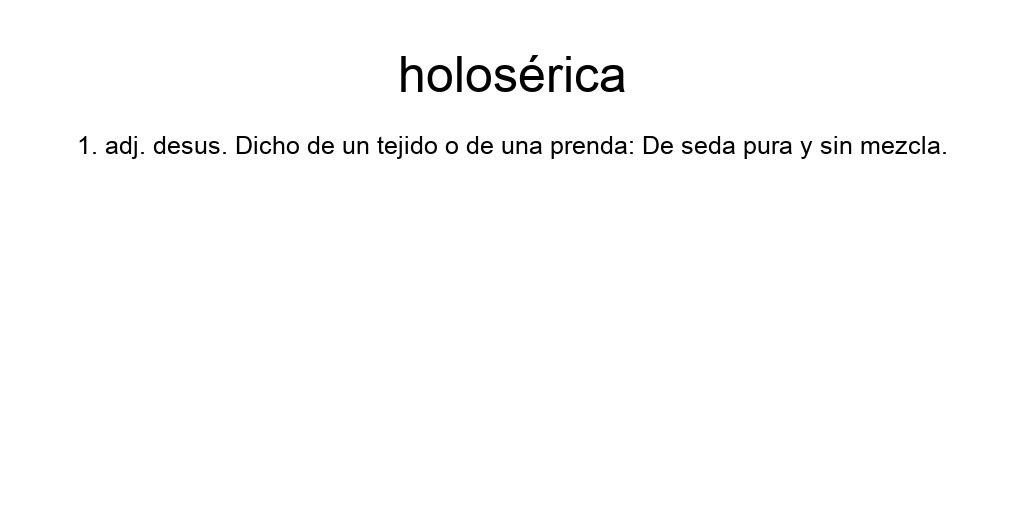 holosérica
1. adj. desus. Dicho de un tejido o de una prenda: De seda pura y sin mezcla.